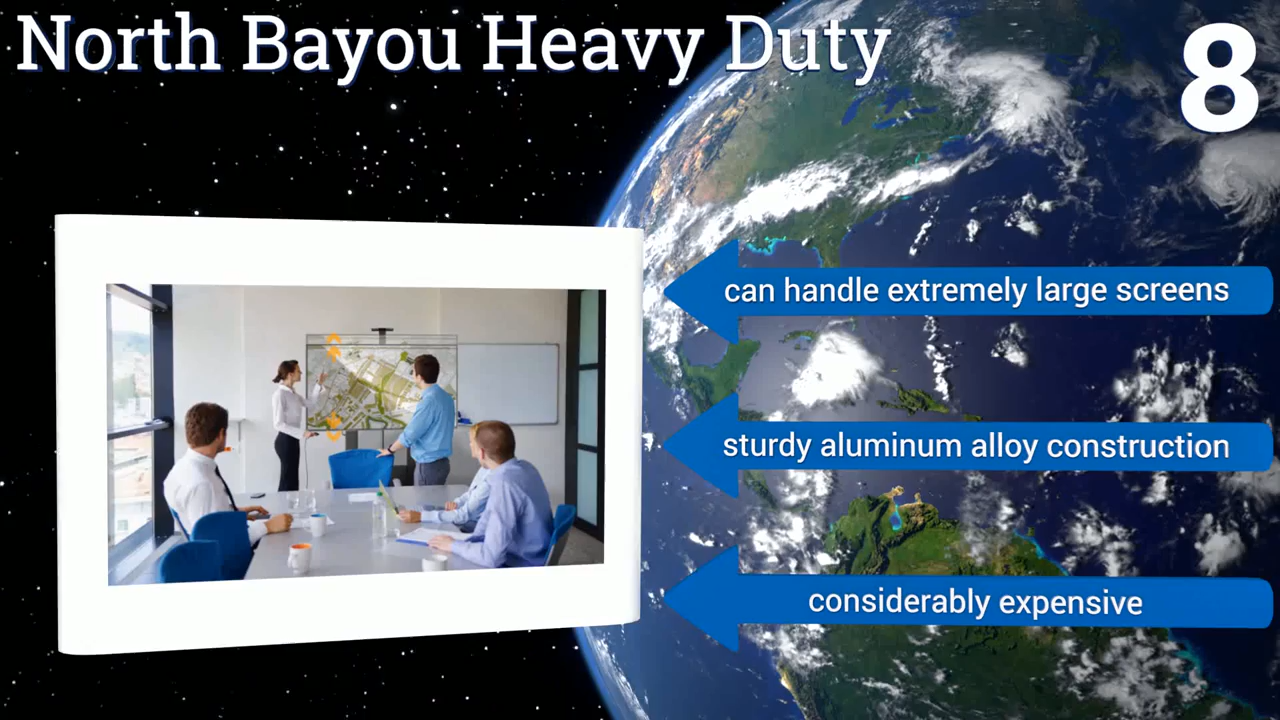 North Bayou Heavy Duty
8
can handle extremely large screens
sturdy aluminum alloy construction
considerably expensive